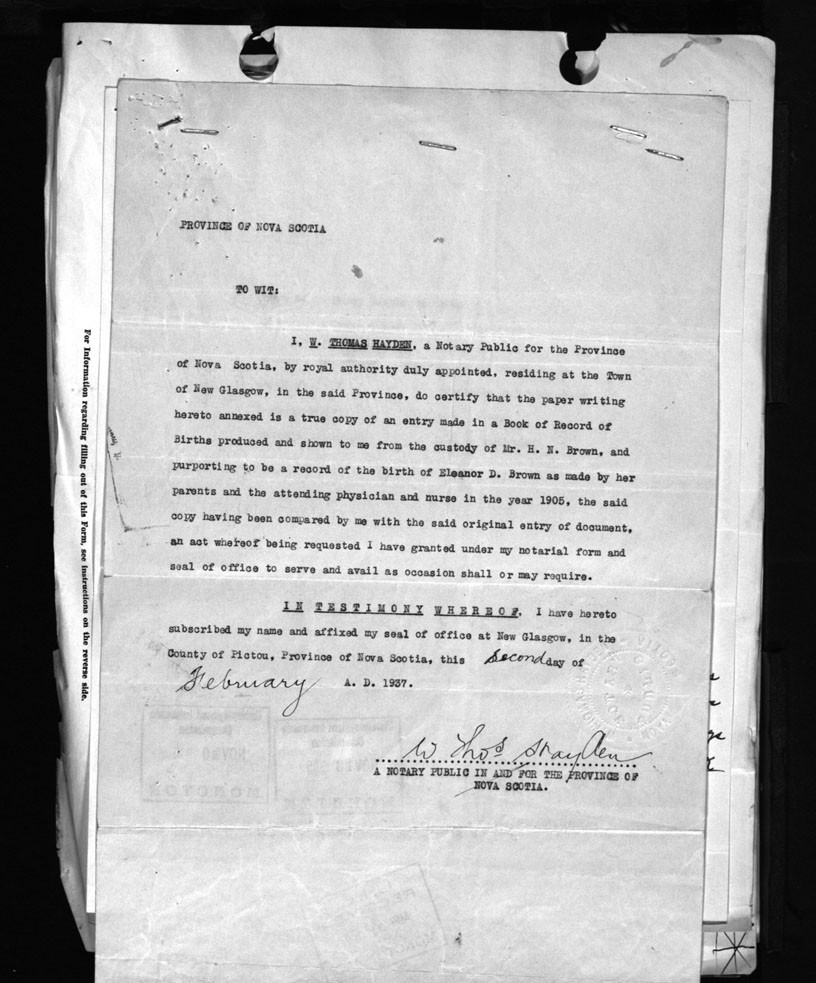 PROVINCE OF NOVA SCOTIA
TO WIT:
I, W. THOMAS HAYDEN, a Notary Public for the Province
of Nova Scotia, by royal authority duly appointed, residing at the Town
of New Glasgow, in the said Province, do certify that the paper writing
hereto annexed is a true copy of an entry made in a Book of Record of
Births produced and shown to me from the custody of Mr. H. N. Brown, and
purporting to be a record of the birth of Eleanor D. Brown as made by her
parents and the attending physician and nurse in the year 1905, the said
copy having been compared by me with the said original entry of document,
an act whereof being requested I have granted under my notarial form and
seal of office to serve and avail as occasion shall or may require.
IN TESTIMONY WHEREOF, I have hereto
subscribed my name and affixed my seal of office at New Glasgow, in the
County of Pictou, Province of Nova Scotia, this Second day of
February A. D. 1937.
W Thos Hayden
A NOTARY PUBLIC IN AND FOR THE PROVINCE OF
NOVA SCOTIA.
For Information regarding filling out of this Form, see instructions on the reverse side.
MONCTON